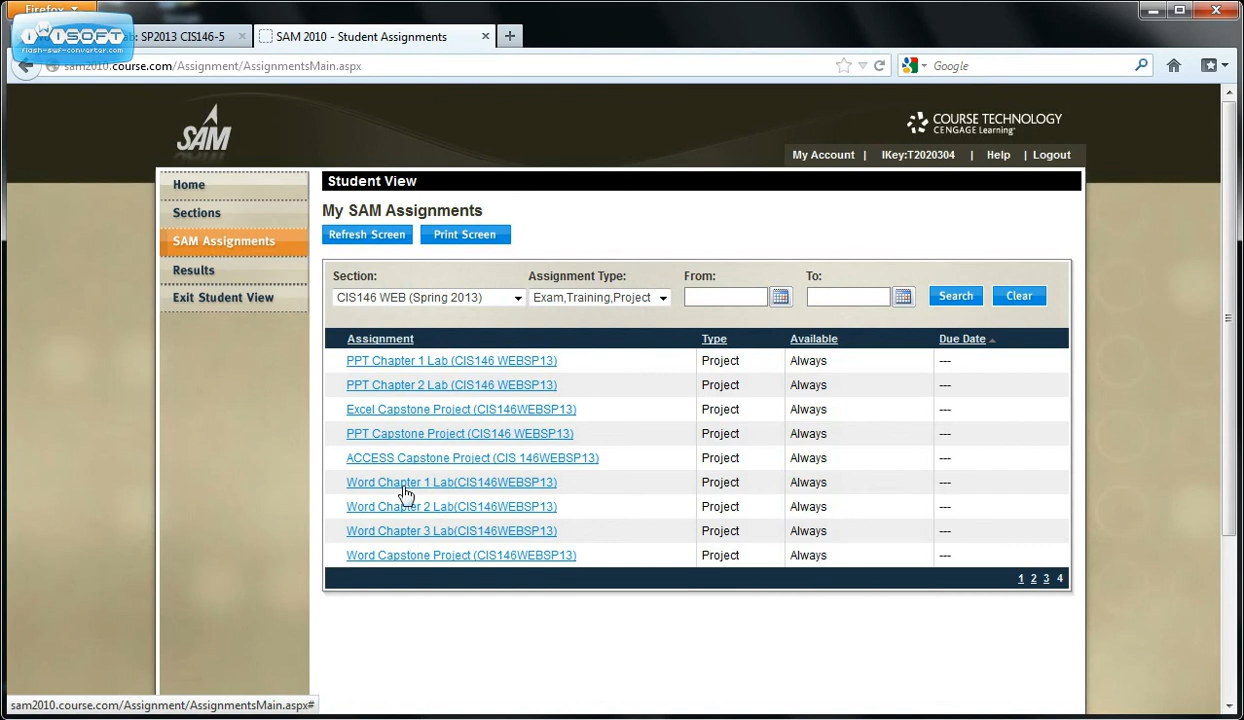 Firefox
iWiSOFT
flash-swf-converter.com
ab: SP2013 CIS146-5
SAM 2010 - Student Assignments
sam2010.course.com/Assignment/AssignmentsMain.aspx
Google
SAM
COURSE TECHNOLOGY
CENGAGE Learning™
My Account | IKey:T2020304 | Help | Logout
Home
Sections
SAM Assignments
Results
Exit Student View
Student View
My SAM Assignments
Refresh Screen Print Screen
Section: Assignment Type: From: To:
CIS146 WEB (Spring 2013) Exam,Training,Project Search Clear
Assignment Type Available Due Date
PPT Chapter 1 Lab (CIS146 WEBSP13) Project Always ---
PPT Chapter 2 Lab (CIS146 WEBSP13) Project Always ---
Excel Capstone Project (CIS146WEBSP13) Project Always ---
PPT Capstone Project (CIS146 WEBSP13) Project Always ---
ACCESS Capstone Project (CIS 146WEBSP13) Project Always ---
Word Chapter 1 Lab(CIS146WEBSP13) Project Always ---
Word Chapter 2 Lab(CIS146WEBSP13) Project Always ---
Word Chapter 3 Lab(CIS146WEBSP13) Project Always ---
Word Capstone Project (CIS146WEBSP13) Project Always ---
1 2 3 4
sam2010.course.com/Assignment/AssignmentsMain.aspx#